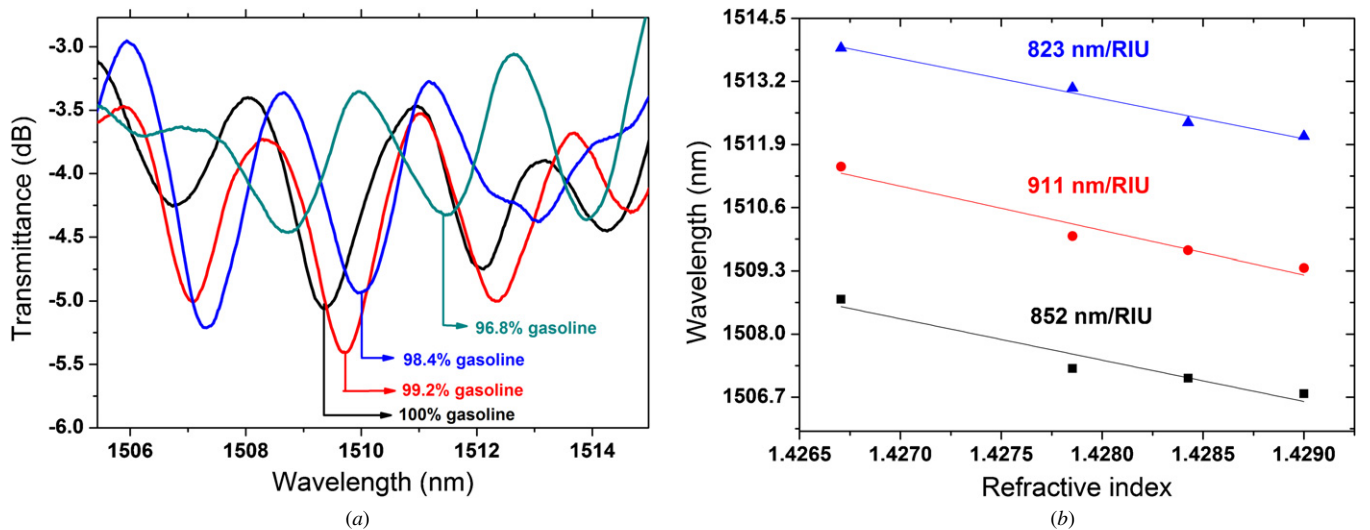 Transmittance (dB)
-3.0
-3.5
-4.0
-4.5
-5.0
-5.5
-6.0
96.8% gasoline
98.4% gasoline
99.2% gasoline
100% gasoline
1506 1508 1510 1512 1514
Wavelength (nm)
(a)
Wavelength (nm)
1514.5
1513.2
1511.9
1510.6
1509.3
1508.0
1506.7
823 nm/RIU
911 nm/RIU
852 nm/RIU
1.4265 1.4270 1.4275 1.4280 1.4285 1.4290
Refractive index
(b)